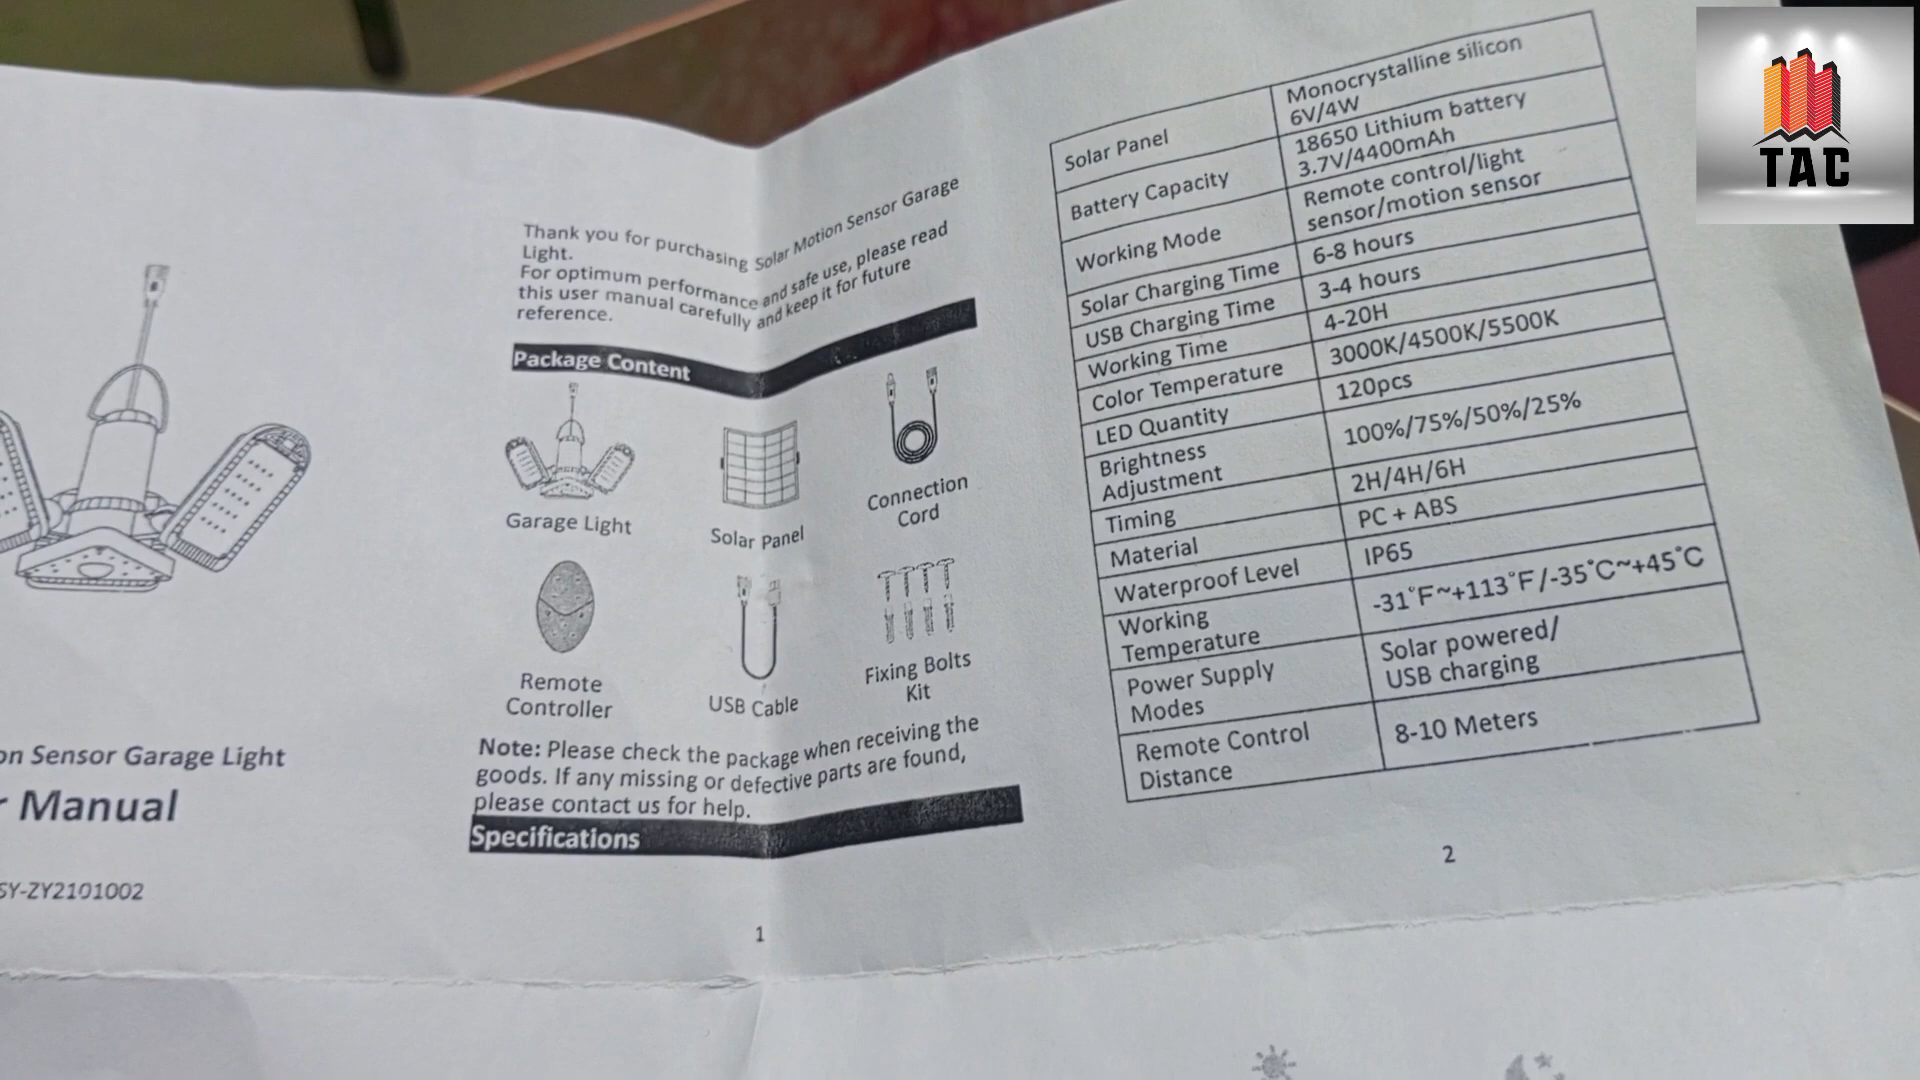 on Sensor Garage Light
Manual
SY-ZY2101002
Thank you for purchasing Solar Motion Sensor Garage
Light.
For optimum performance and safe use, please read
this user manual carefully and keep it for future
reference.
Package Content
Garage Light
Solar Panel
Connection
Cord
Remote
Controller
USB Cable
Fixing Bolts
Kit
Note: Please check the package when receiving the
goods. If any missing or defective parts are found,
please contact us for help.
Specifications
1
Solar Panel
Monocrystalline silicon
6V/4W
Battery Capacity
18650 Lithium battery
3.7V/4400mAh
Working Mode
Remote control/light
sensor/motion sensor
Solar Charging Time
6-8 hours
USB Charging Time
3-4 hours
Working Time
4-20H
Color Temperature
3000K/4500K/5500K
LED Quantity
120pcs
Brightness
Adjustment
100%/75%/50%/25%
Timing
2H/4H/6H
Material
PC + ABS
Waterproof Level
IP65
Working
Temperature
-31°F~+113°F/-35°C~+45°C
Power Supply
Modes
Solar powered/
USB charging
Remote Control
Distance
8-10 Meters
2
TAC